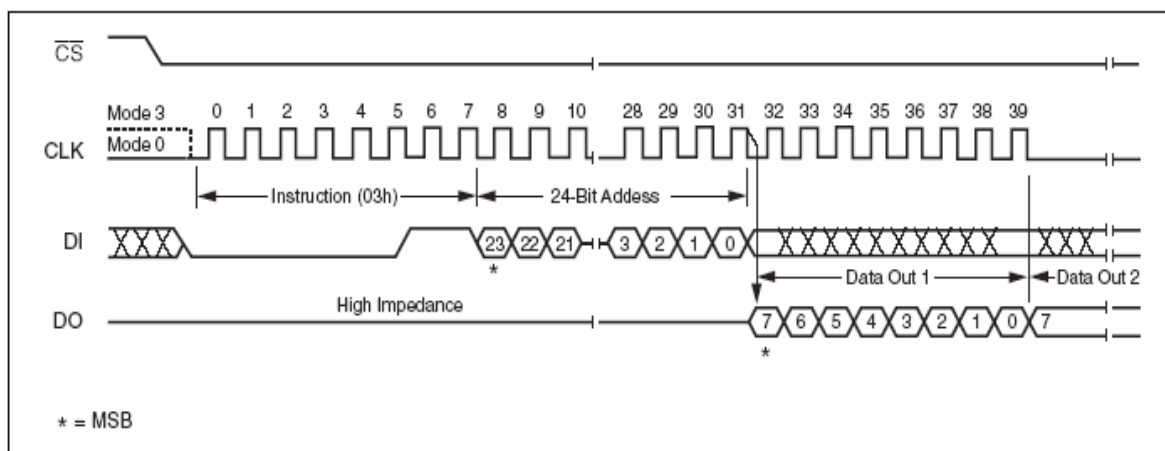 CS
Mode 3
Mode 0
CLK
0 1 2 3 4 5 6 7 8 9 10 28 29 30 31 32 33 34 35 36 37 38 39
Instruction (03h) 24-Bit Addess
DI
23 22 21 3 2 1 0
*
Data Out 1 Data Out 2
High Impedance
DO
7 6 5 4 3 2 1 0 7
*
* = MSB